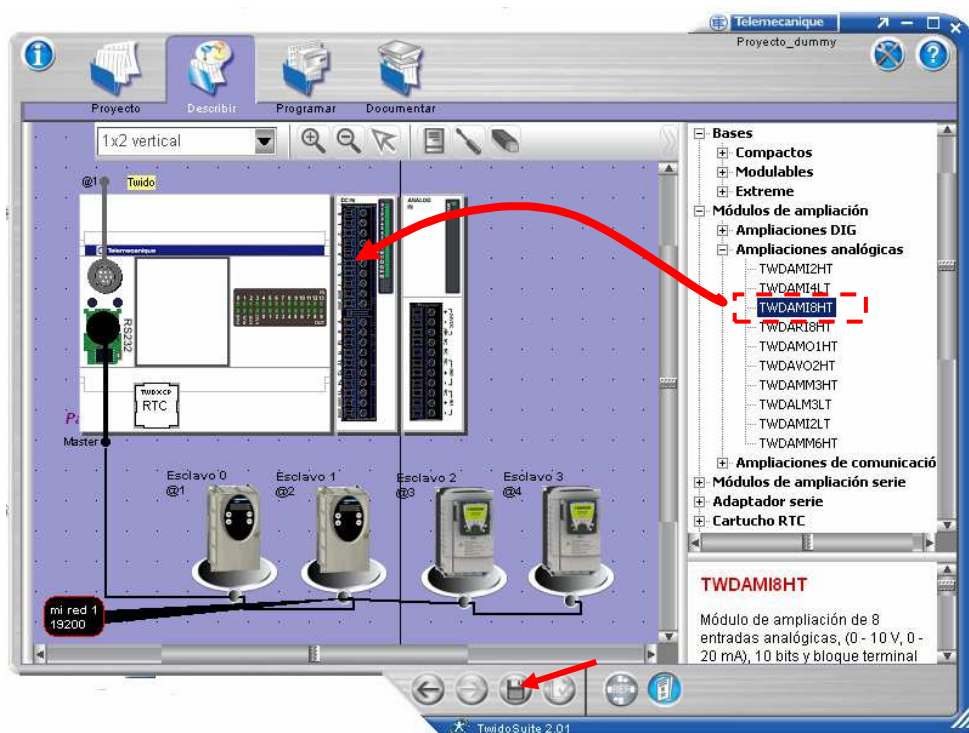 Telemecanique
Proyecto_dummy
Proyecto
Describir
Programar
Documentar
1x2 vertical
@1
Twido
DC IN
ANALOG IN
Telemecanique
RS232
TWDXCP
RTC
Master
Esclavo 0
@1
Esclavo 1
@2
Esclavo 2
@3
Esclavo 3
@4
mi red 1
19200
Bases
Compactos
Modulables
Extreme
Módulos de ampliación
Ampliaciones DIG
Ampliaciones analógicas
TWDAMI2HT
TWDAMI4LT
TWDAMI8HT
TWDARI8HT
TWDAMO1HT
TWDAVO2HT
TWDAMM3HT
TWDALM3LT
TWDAMI2LT
TWDAMM6HT
Ampliaciones de comunicació
Módulos de ampliación serie
Adaptador serie
Cartucho RTC
TWDAMI8HT
Módulo de ampliación de 8
entradas analógicas, (0 - 10 V, 0 -
20 mA), 10 bits y bloque terminal
TwidoSuite 2.01